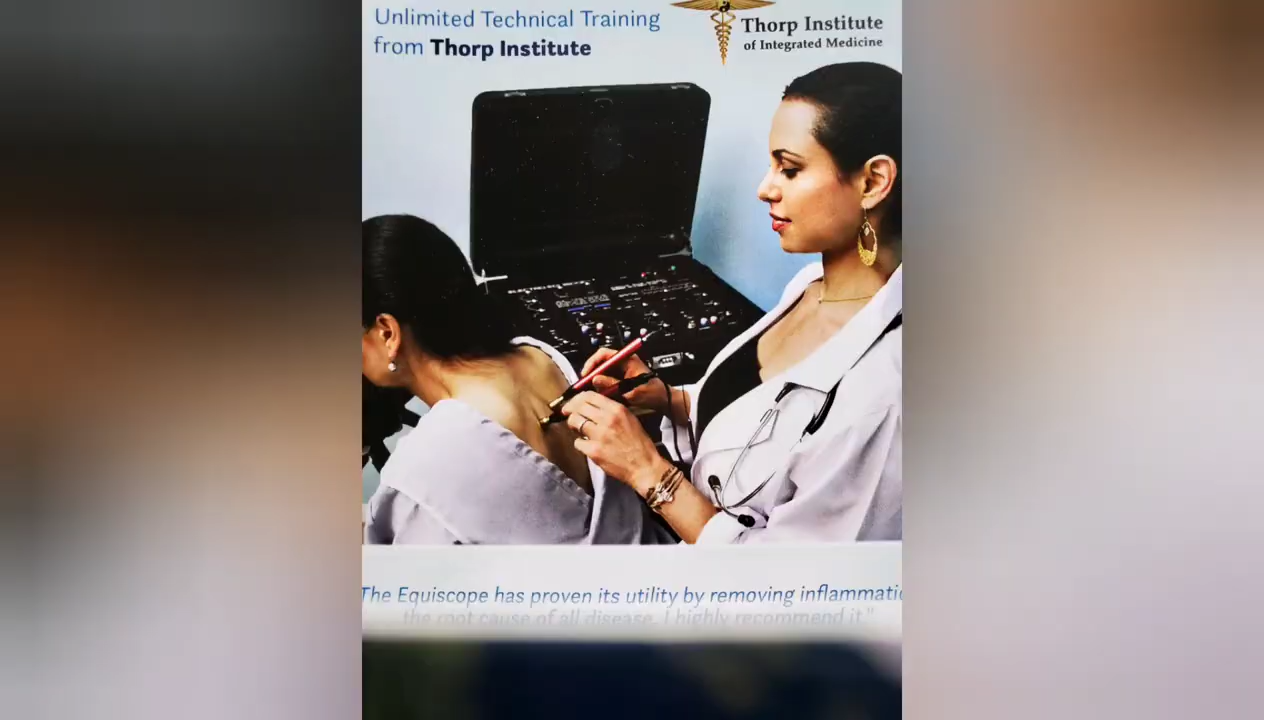 Unlimited Technical Training
from Thorp Institute
Thorp Institute
of Integrated Medicine
The Equiscope has proven its utility by removing inflammatio
the root cause of all disease. I highly recommend it."